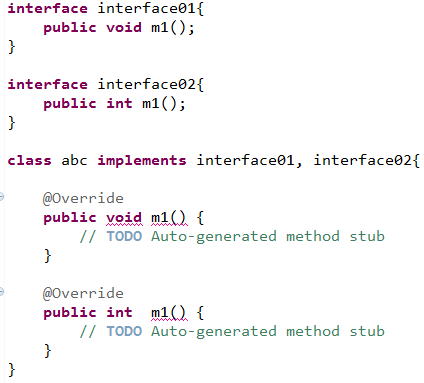 interface interface01{
    public void m1();
}
interface interface02{
    public int m1();
}
class abc implements interface01, interface02{
    @Override
    public void m1() {
        // TODO Auto-generated method stub
    }
    @Override
    public int  m1() {
        // TODO Auto-generated method stub
    }
}